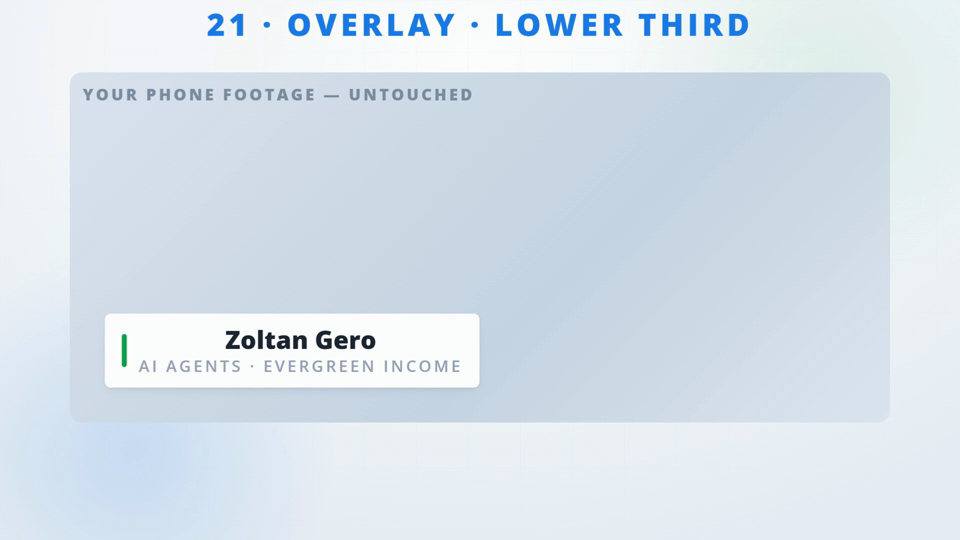 21 · OVERLAY · LOWER THIRD
YOUR PHONE FOOTAGE — UNTOUCHED
Zoltan Gero
AI AGENTS · EVERGREEN INCOME